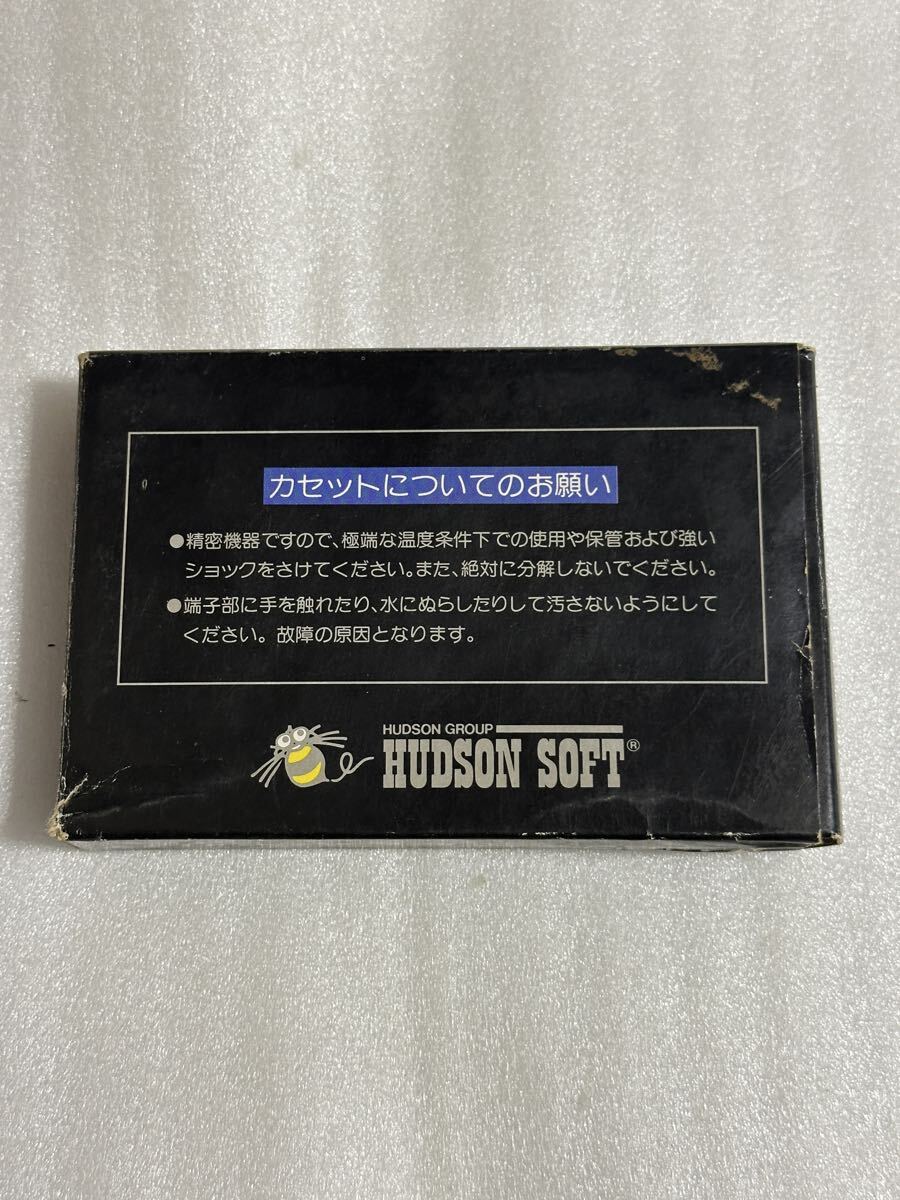 カセットについてのお願い
●精密機器ですので、極端な温度条件下での使用や保管および強い
ショックをさけてください。また、絶対に分解しないでください。
●端子部に手を触れたり、水にぬらしたりして汚さないようにして
ください。故障の原因となります。
HUDSON GROUP
HUDSON SOFT®